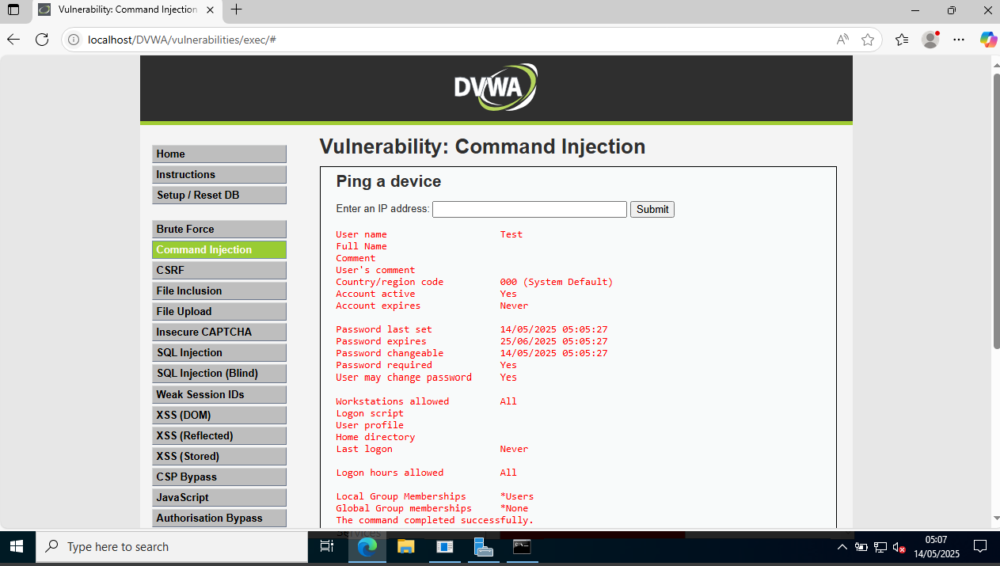 Vulnerability: Command Injection
localhost/DVWA/vulnerabilities/exec/#
DVWA
Home
Instructions
Setup / Reset DB
Brute Force
Command Injection
CSRF
File Inclusion
File Upload
Insecure CAPTCHA
SQL Injection
SQL Injection (Blind)
Weak Session IDs
XSS (DOM)
XSS (Reflected)
XSS (Stored)
CSP Bypass
JavaScript
Authorisation Bypass
Vulnerability: Command Injection
Ping a device
Enter an IP address: Submit
User name Test
Full Name
Comment
User's comment
Country/region code 000 (System Default)
Account active Yes
Account expires Never
Password last set 14/05/2025 05:05:27
Password expires 25/06/2025 05:05:27
Password changeable 14/05/2025 05:05:27
Password required Yes
User may change password Yes
Workstations allowed All
Logon script
User profile
Home directory
Last logon Never
Logon hours allowed All
Local Group Memberships *Users
Global Group memberships *None
The command completed successfully.
Services
Type here to search
05:07
14/05/2025